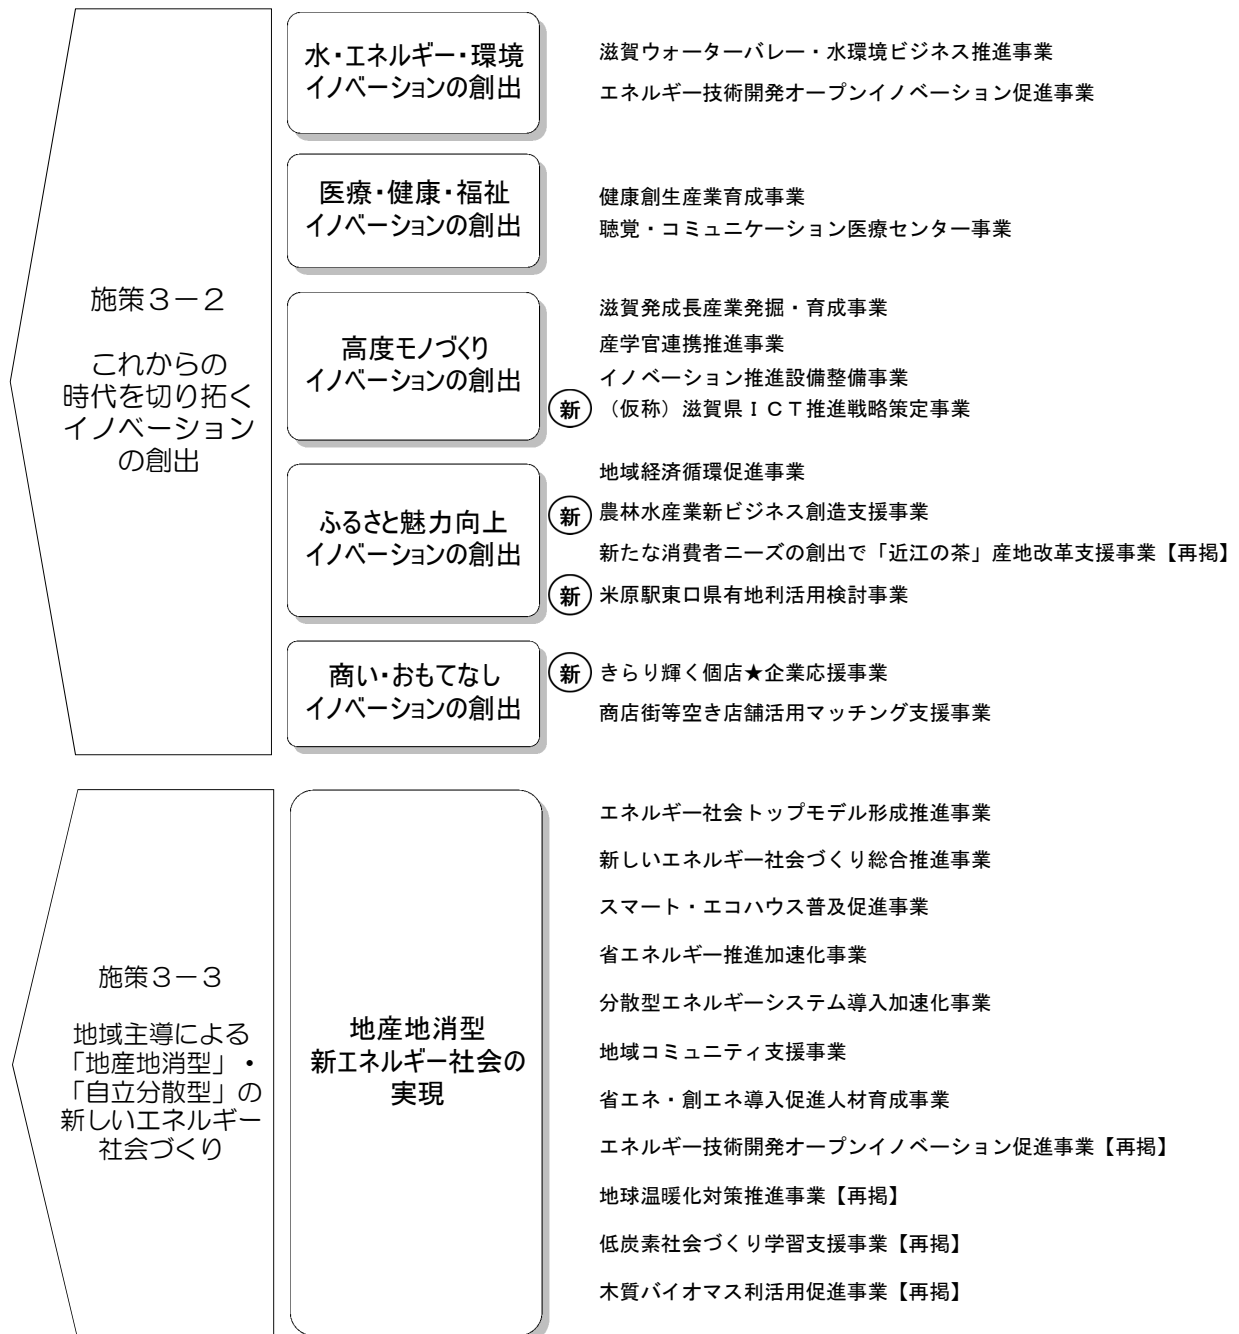 施策３－２
これからの
時代を切り拓く
イノベーション
の創出
水・エネルギー・環境
イノベーションの創出
滋賀ウォーターバレー・水環境ビジネス推進事業
エネルギー技術開発オープンイノベーション促進事業
医療・健康・福祉
イノベーションの創出
健康創生産業育成事業
聴覚・コミュニケーション医療センター事業
高度モノづくり
イノベーションの創出
滋賀発成長産業発掘・育成事業
産学官連携推進事業
イノベーション推進設備整備事業
新 （仮称）滋賀県ＩＣＴ推進戦略策定事業
ふるさと魅力向上
イノベーションの創出
地域経済循環促進事業
新 農林水産業新ビジネス創造支援事業
新たな消費者ニーズの創出で「近江の茶」産地改革支援事業【再掲】
新 米原駅東口県有地利活用検討事業
商い・おもてなし
イノベーションの創出
新 きらり輝く個店★企業応援事業
商店街等空き店舗活用マッチング支援事業
施策３－３
地域主導による
「地産地消型」・
「自立分散型」の
新しいエネルギー
社会づくり
地産地消型
新エネルギー社会の
実現
エネルギー社会トップモデル形成推進事業
新しいエネルギー社会づくり総合推進事業
スマート・エコハウス普及促進事業
省エネルギー推進加速化事業
分散型エネルギーシステム導入加速化事業
地域コミュニティ支援事業
省エネ・創エネ導入促進人材育成事業
エネルギー技術開発オープンイノベーション促進事業【再掲】
地球温暖化対策推進事業【再掲】
低炭素社会づくり学習支援事業【再掲】
木質バイオマス利活用促進事業【再掲】